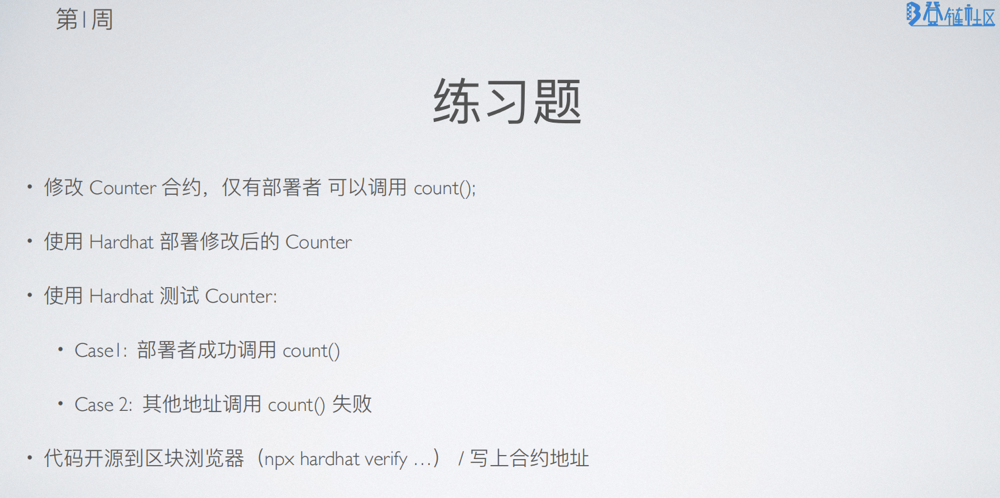 第1周
登链社区
练习题
• 修改 Counter 合约，仅有部署者 可以调用 count();
• 使用 Hardhat 部署修改后的 Counter
• 使用 Hardhat 测试 Counter:
• Case1: 部署者成功调用 count()
• Case 2: 其他地址调用 count() 失败
• 代码开源到区块浏览器（npx hardhat verify …） / 写上合约地址